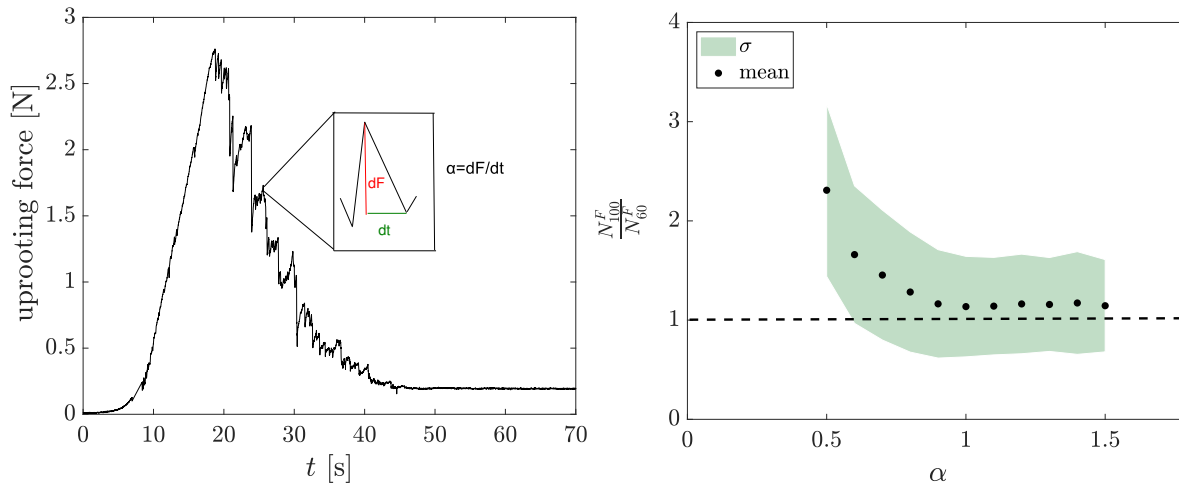 uprooting force [N]
3
2.5
2
1.5
1
0.5
0
0 10 20 30 40 50 60 70
t [s]
dF
dt
α=dF/dt
N^F_100
N^F_60
4
3
2
1
0
0 0.5 1 1.5
α
σ
mean